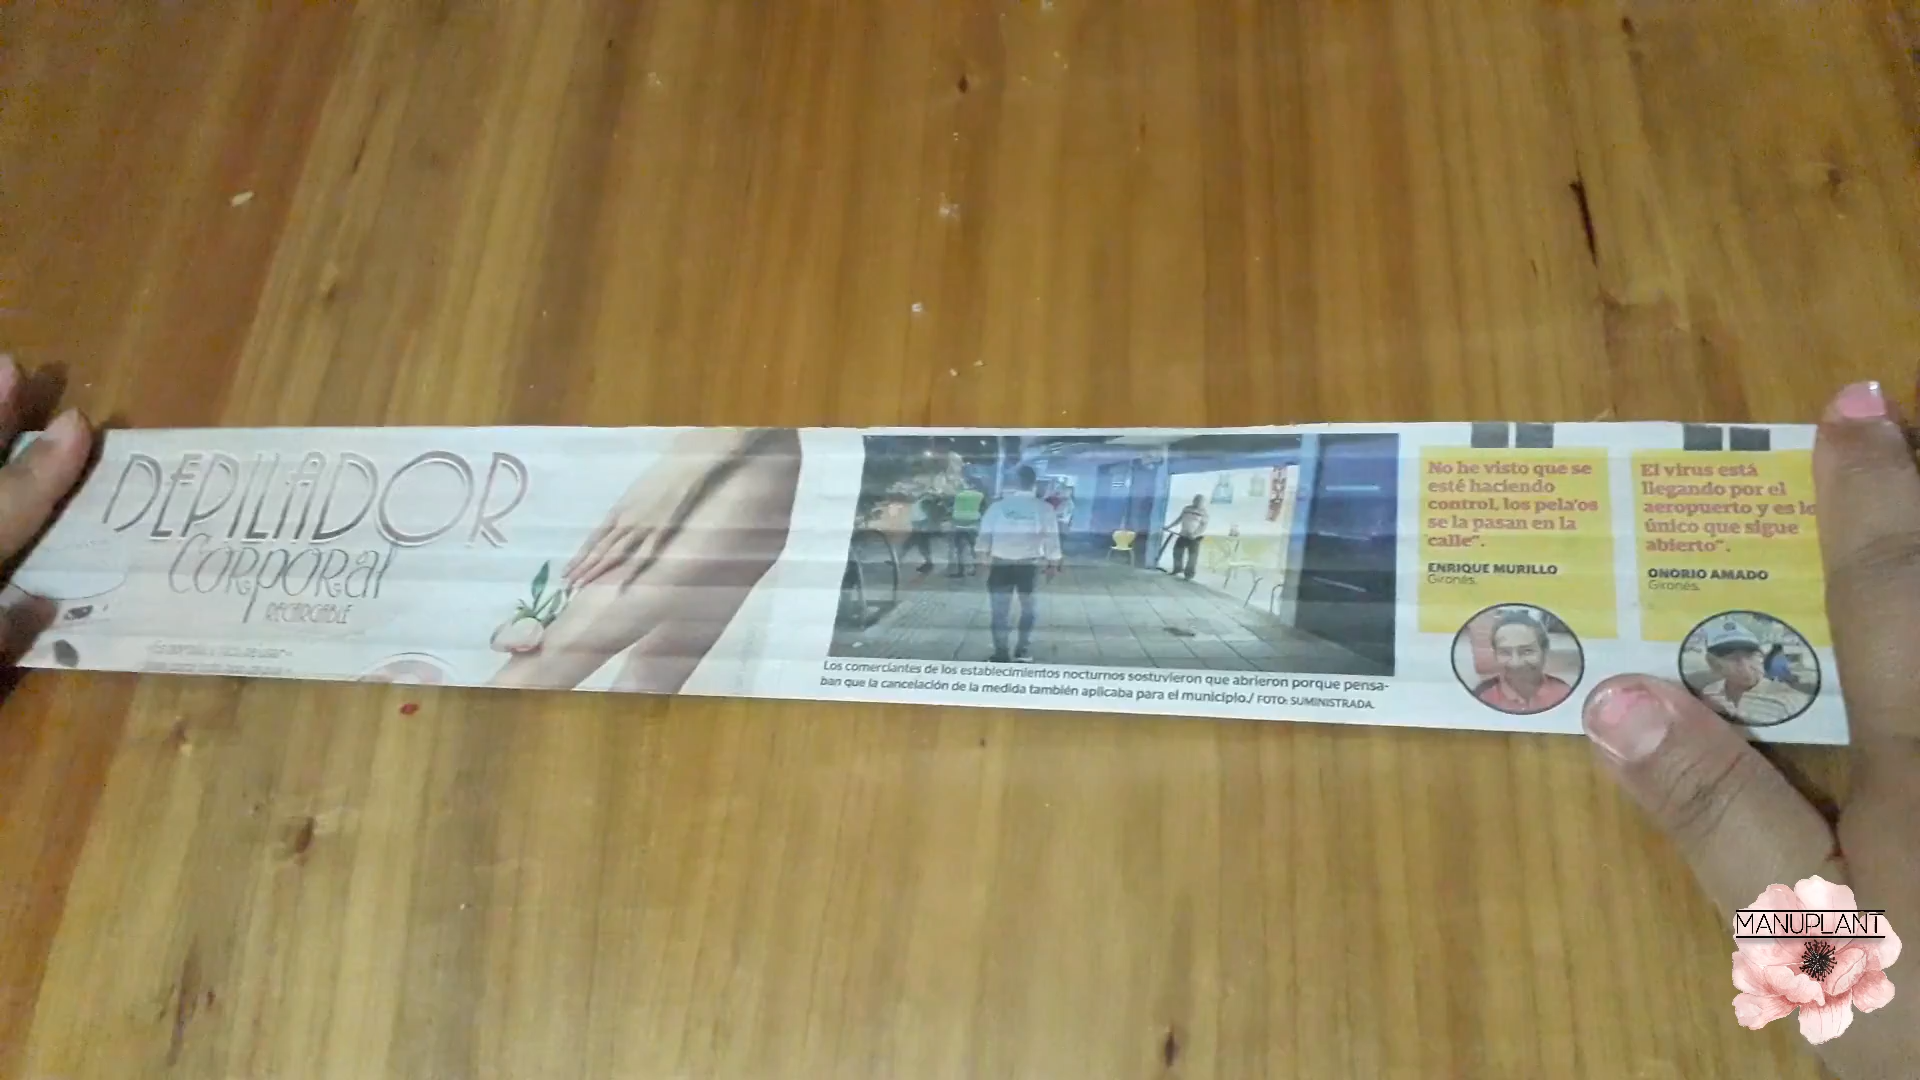 DEPILADOR
Corporal
RECARGABLE
Los comerciantes de los establecimientos nocturnos sostuvieron que abrieron porque pensa-
ban que la cancelación de la medida también aplicaba para el municipio./ FOTO: SUMINISTRADA.
No he visto que se
esté haciendo
control, los pela'os
se la pasan en la
calle".
ENRIQUE MURILLO
Gironés.
El virus está
llegando por el
aeropuerto y es lo
único que sigue
abierto".
ONORIO AMADO
Gironés.
MANUPLANT